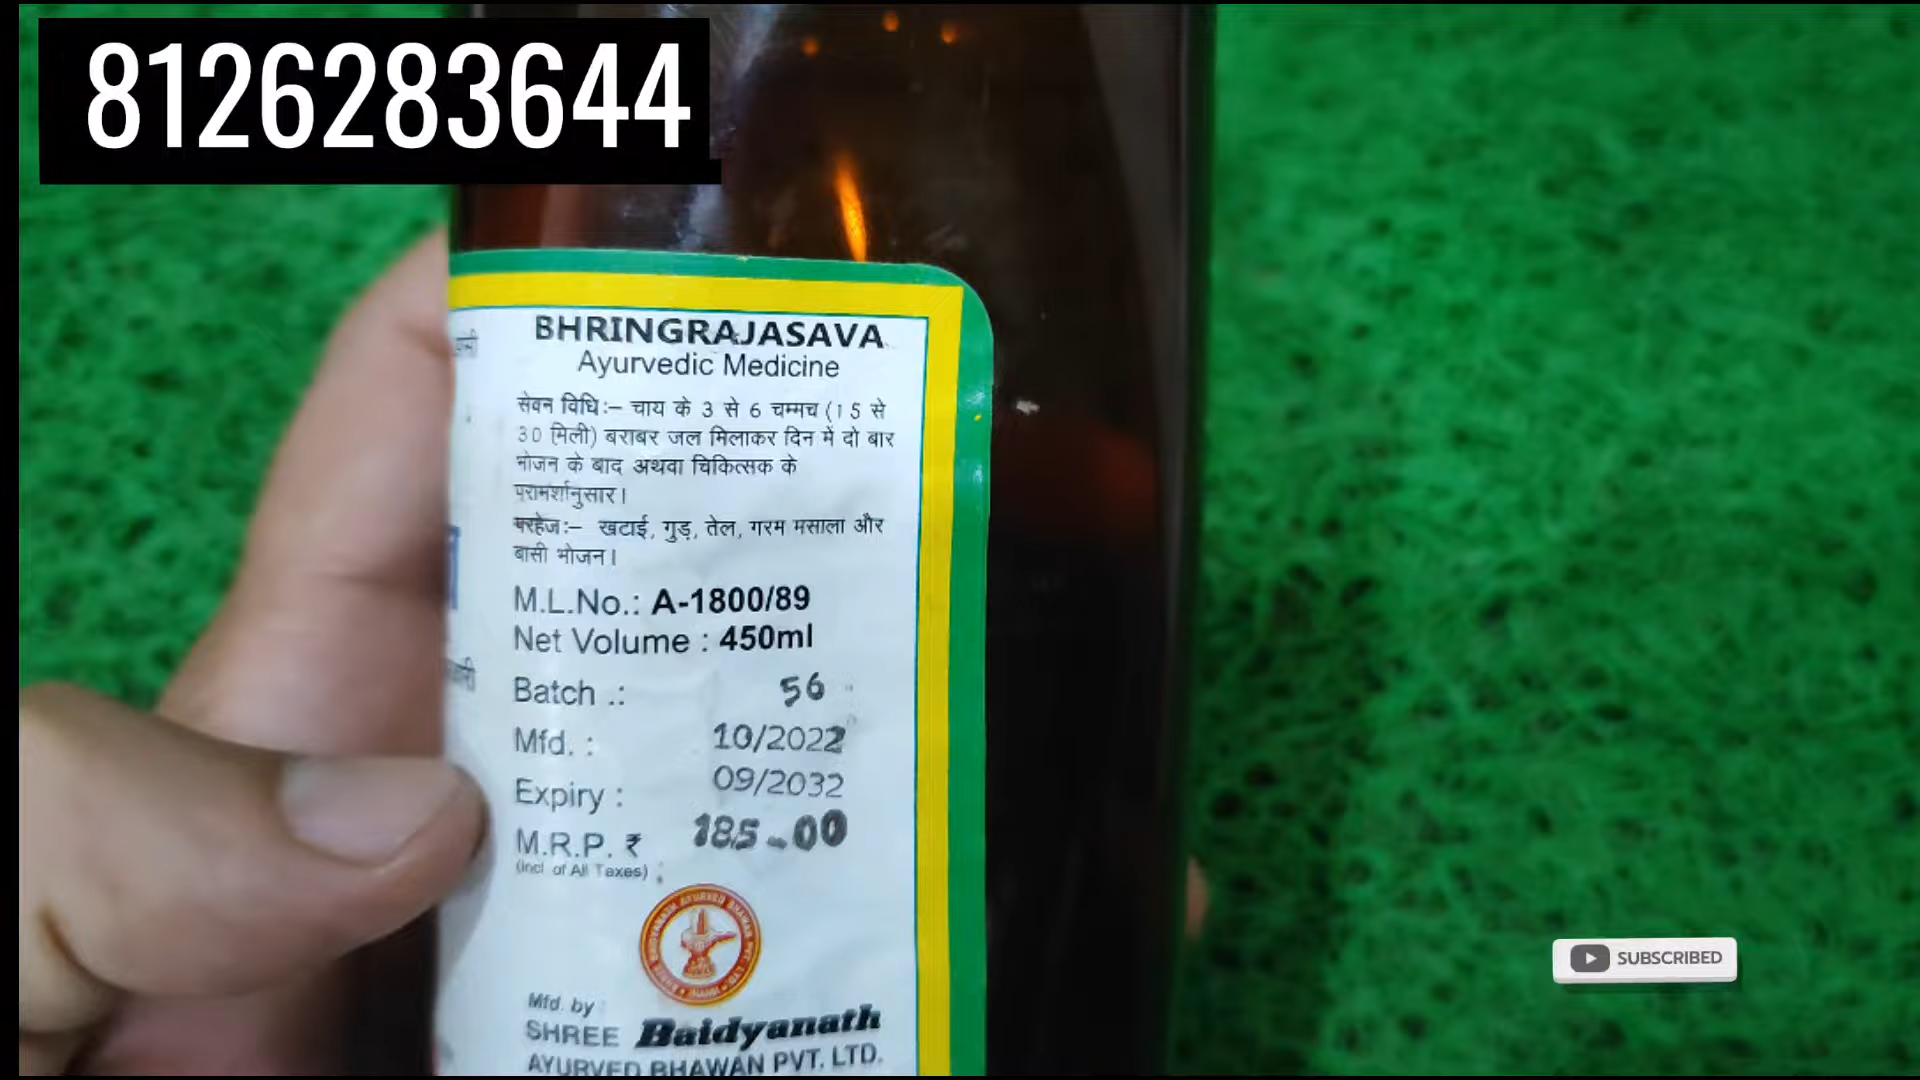 8126283644
BHRINGRAJASAVA
Ayurvedic Medicine
सेवन विधि:– चाय के 3 से 6 चम्मच (15 से
30 मिली) बराबर जल मिलाकर दिन में दो बार
भोजन के बाद अथवा चिकित्सक के
परामर्शानुसार।
परहेज:– खटाई, गुड़, तेल, गरम मसाला और
बासी भोजन।
M.L.No.: A-1800/89
Net Volume : 450ml
Batch .: 56
Mfd. : 10/2022
Expiry : 09/2032
M.R.P. ₹ 185-00
(Incl of All Taxes)
Mfd. by
SHREE Baidyanath
AYURVED BHAWAN PVT. LTD.
SUBSCRIBED